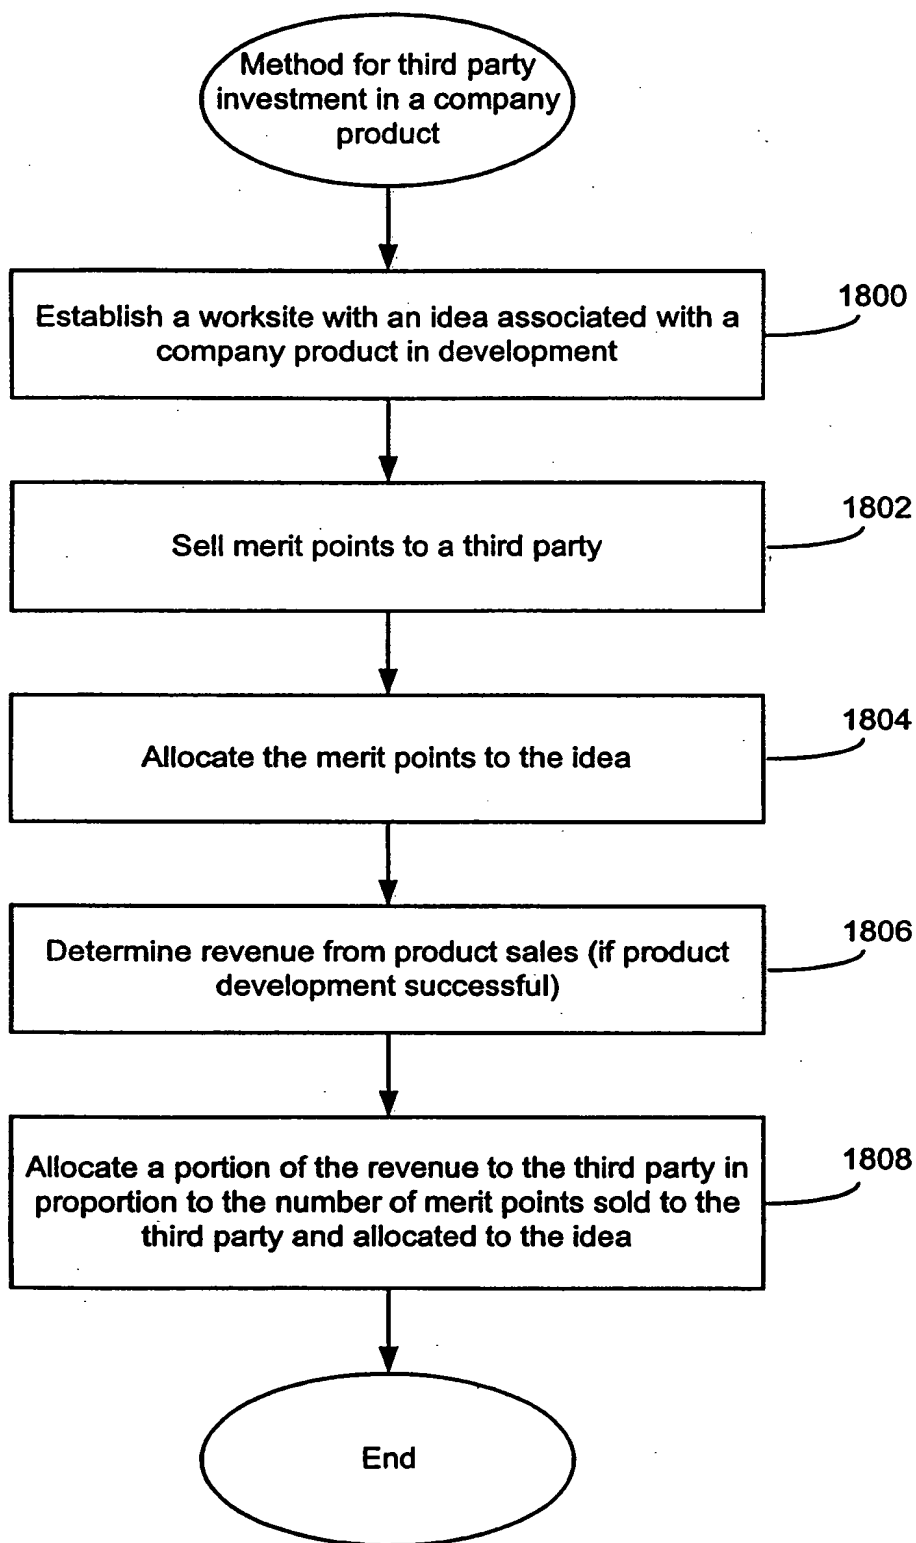 Method for third party
investment in a company
product
Establish a worksite with an idea associated with a
company product in development
1800
Sell merit points to a third party
1802
Allocate the merit points to the idea
1804
Determine revenue from product sales (if product
development successful)
1806
Allocate a portion of the revenue to the third party in
proportion to the number of merit points sold to the
third party and allocated to the idea
1808
End